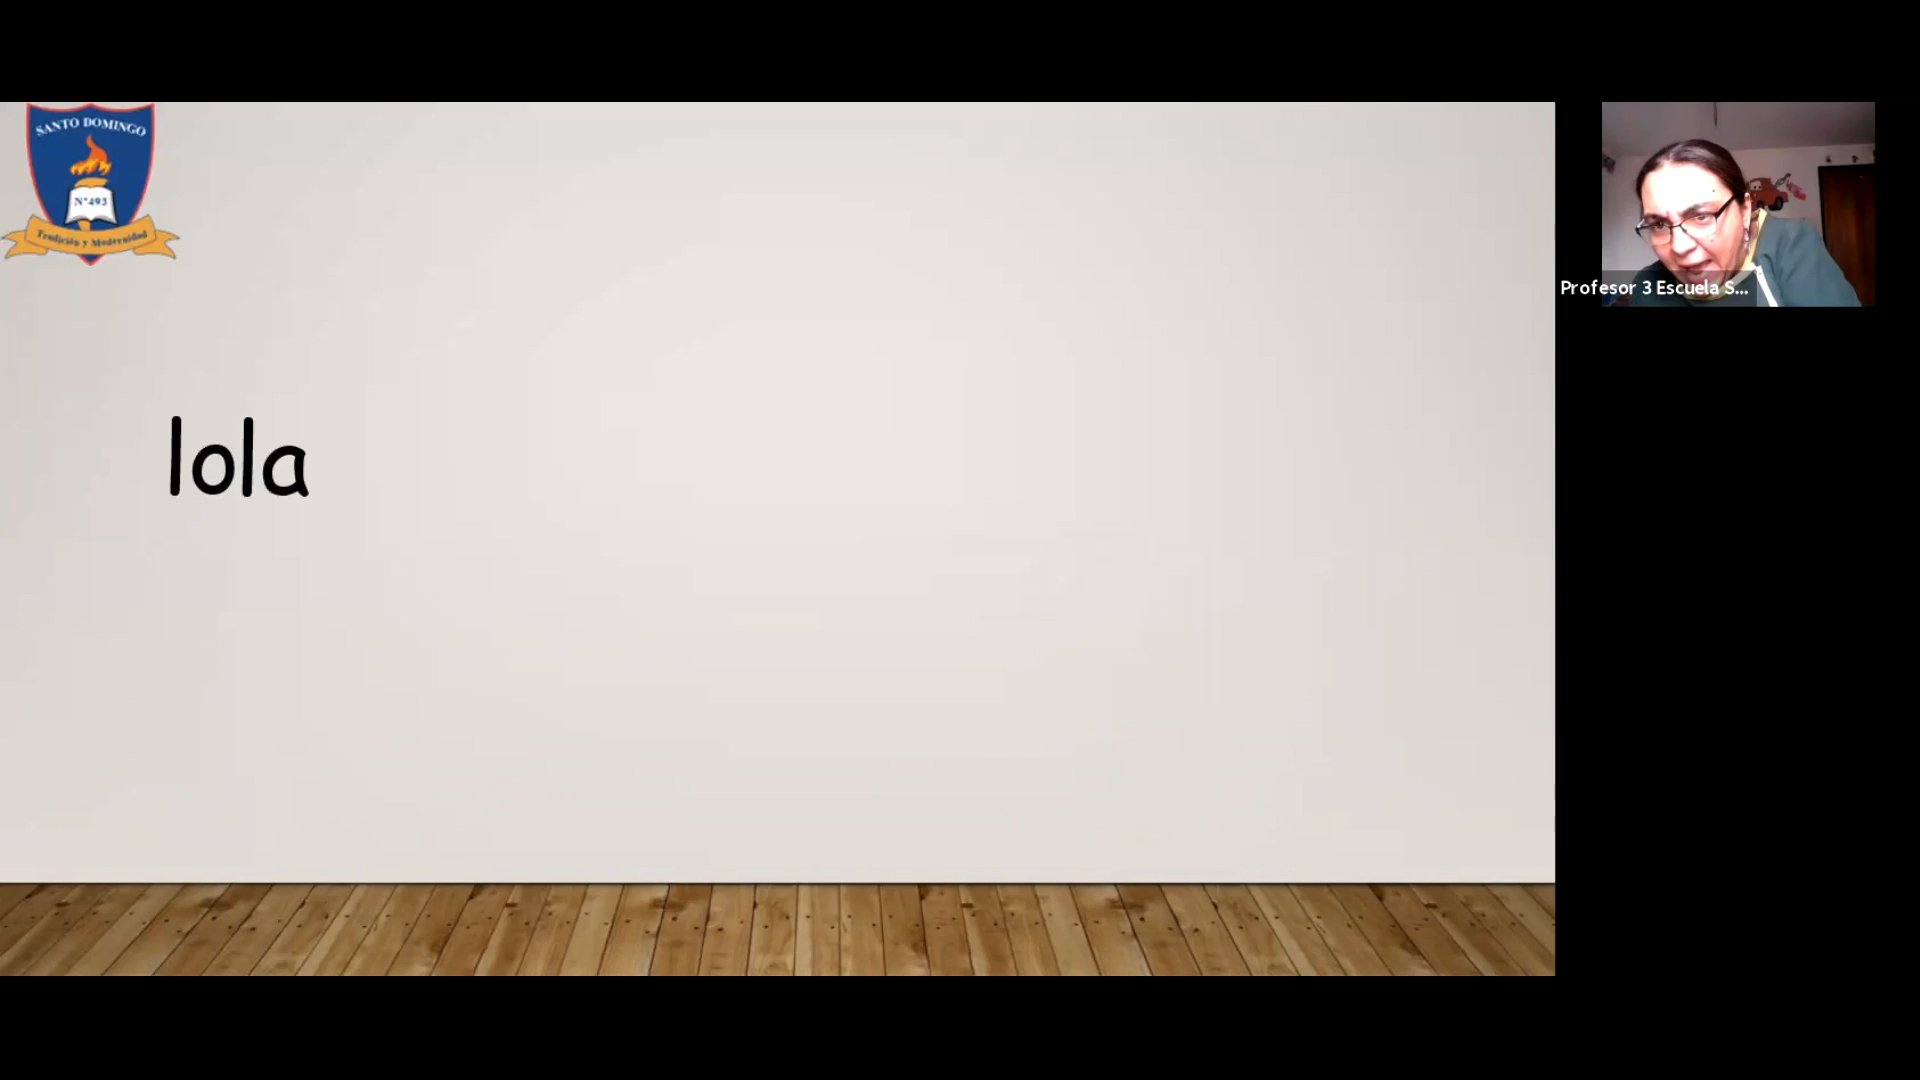 SANTO DOMINGO
N°493
Tradición y Modernidad
lola
Profesor 3 Escuela S...